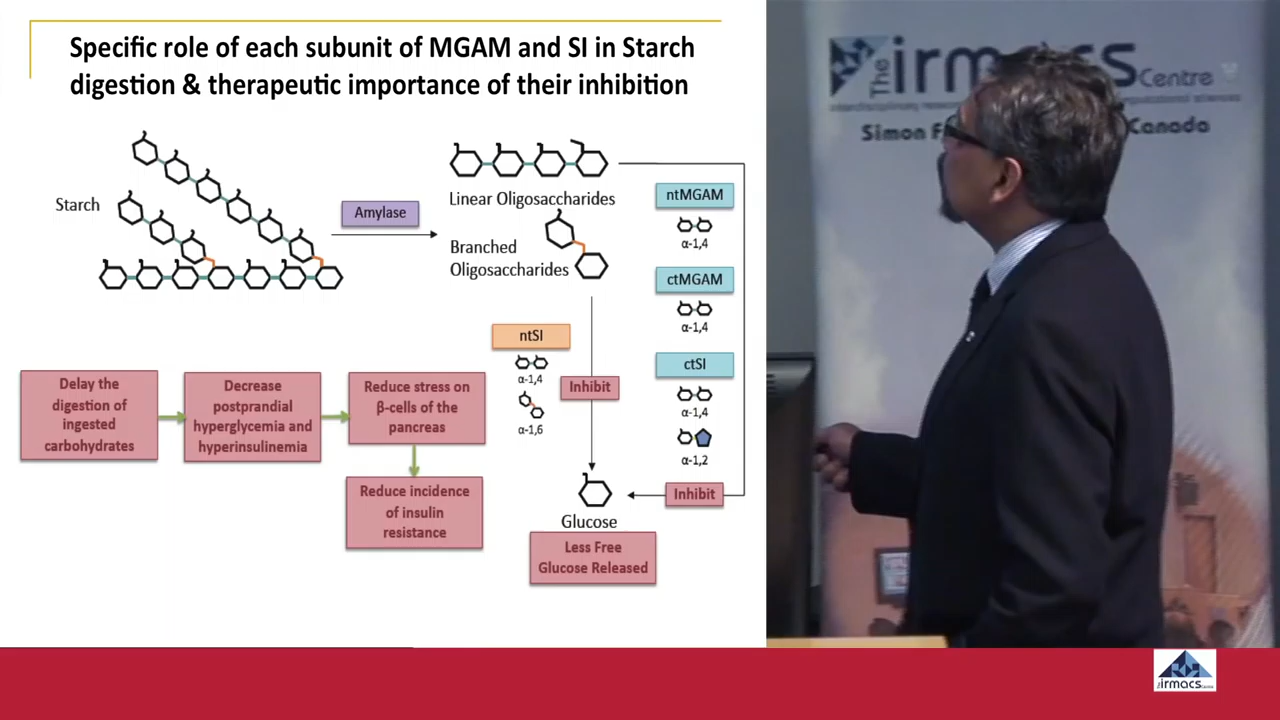 Specific role of each subunit of MGAM and SI in Starch
digestion & therapeutic importance of their inhibition
Starch
Amylase
Linear Oligosaccharides
Branched
Oligosaccharides
ntMGAM
α-1,4
ctMGAM
α-1,4
ntSI
α-1,4
α-1,6
ctSI
α-1,4
α-1,2
Inhibit
Inhibit
Glucose
Less Free
Glucose Released
Delay the
digestion of
ingested
carbohydrates
Decrease
postprandial
hyperglycemia and
hyperinsulinemia
Reduce stress on
β-cells of the
pancreas
Reduce incidence
of insulin
resistance
The irmacs Centre
Simon Canada
irmacs